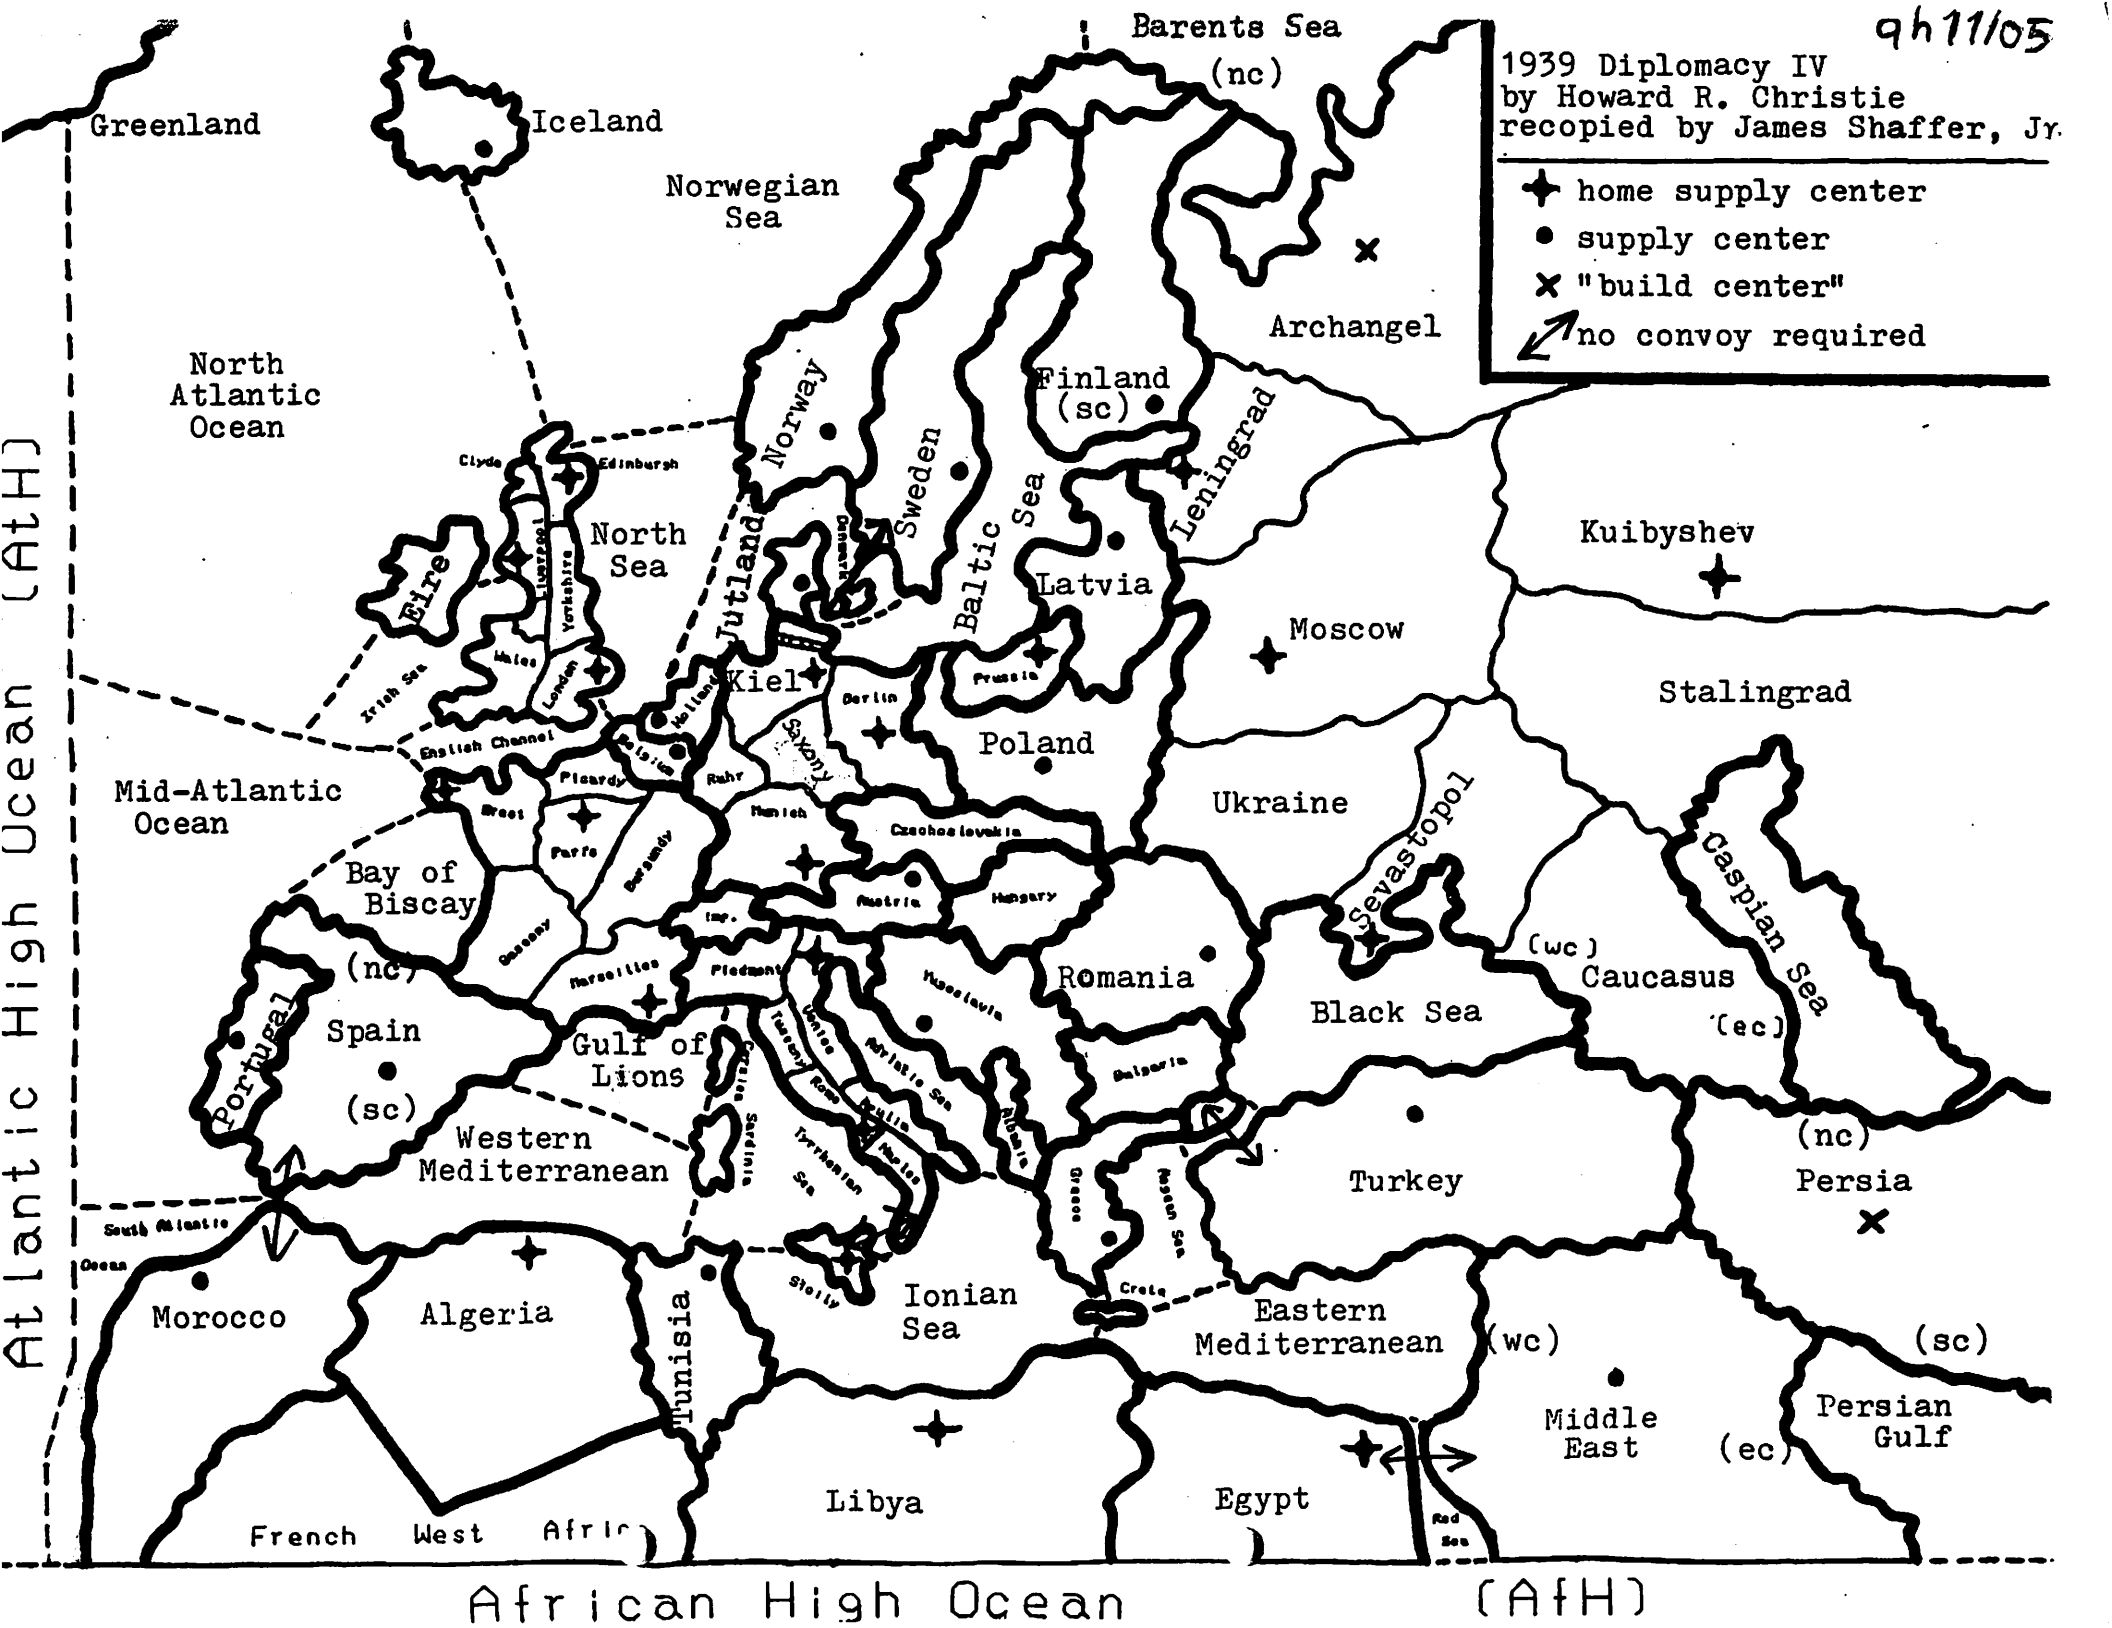 gh11/05
Barents Sea
(nc)
1939 Diplomacy IV
by Howard R. Christie
recopied by James Shaffer, Jr.
home supply center
supply center
"build center"
no convoy required
Greenland
Iceland
Norwegian
Sea
Archangel
North
Atlantic
Ocean
Norway
Finland
(sc)
Leningrad
Sweden
Clyde
Edinburgh
North
Sea
Denmark
Baltic
Sea
Kuibyshev
Eire
Liverpool
Yorkshire
Jutland
Latvia
Moscow
Wales
London
Irish Sea
Holland
Kiel
Berlin
Prussia
Stalingrad
English Channel
Belgium
Saxony
Poland
Mid-Atlantic
Ocean
Picardy
Ruhr
Brest
Munich
Ukraine
Sevastopol
Czechoslovakia
Paris
Burgundy
Bay of
Biscay
Imp.
Austria
Hungary
Caspian Sea
Gascony
(nc)
Marseilles
Piedmont
Romania
(wc)
Caucasus
(ec)
Portugal
Spain
(sc)
Gulf of
Lions
Corsica
Tuscany
Venice
Adriatic Sea
Black Sea
Bulgaria
Rome
Apulia
Albania
Western
Mediterranean
Sardinia
Tyrrhenian
Sea
Naples
Greece
Aegean Sea
Turkey
(nc)
Persia
South Atlantic
Ocean
Morocco
Algeria
Tunisia
Sicily
Ionian
Sea
Crete
Eastern
Mediterranean
(wc)
(sc)
Middle
East
(ec)
Persian
Gulf
Libya
Egypt
Red
Sea
French West Afric
Atlantic High Ocean (AtH)
African High Ocean (AfH)